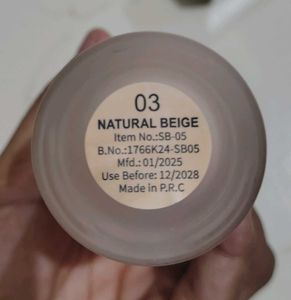 03
NATURAL BEIGE
Item No.:SB-05
B.No.:1766K24-SB05
Mfd.: 01/2025
Use Before: 12/2028
Made in P.R.C